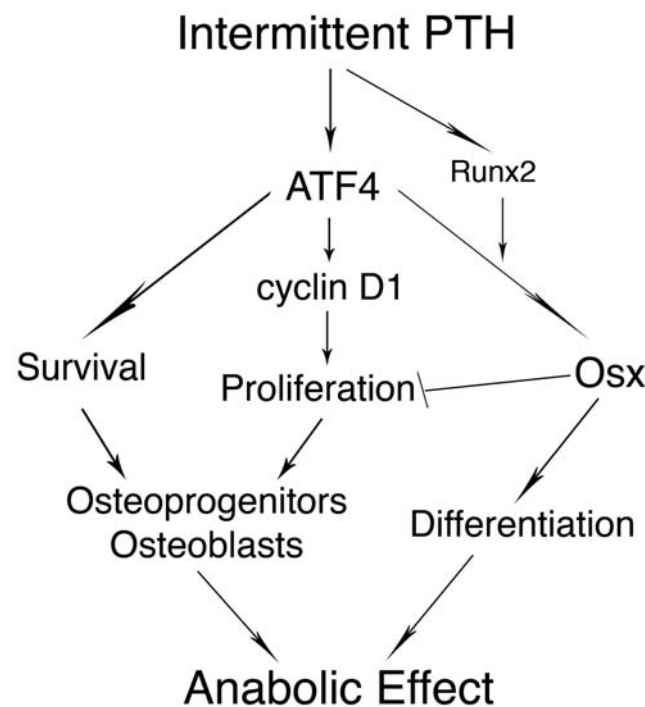 Intermittent PTH
Runx2
ATF4
cyclin D1
Survival
Proliferation
Osx
Osteoprogenitors
Osteoblasts
Differentiation
Anabolic Effect